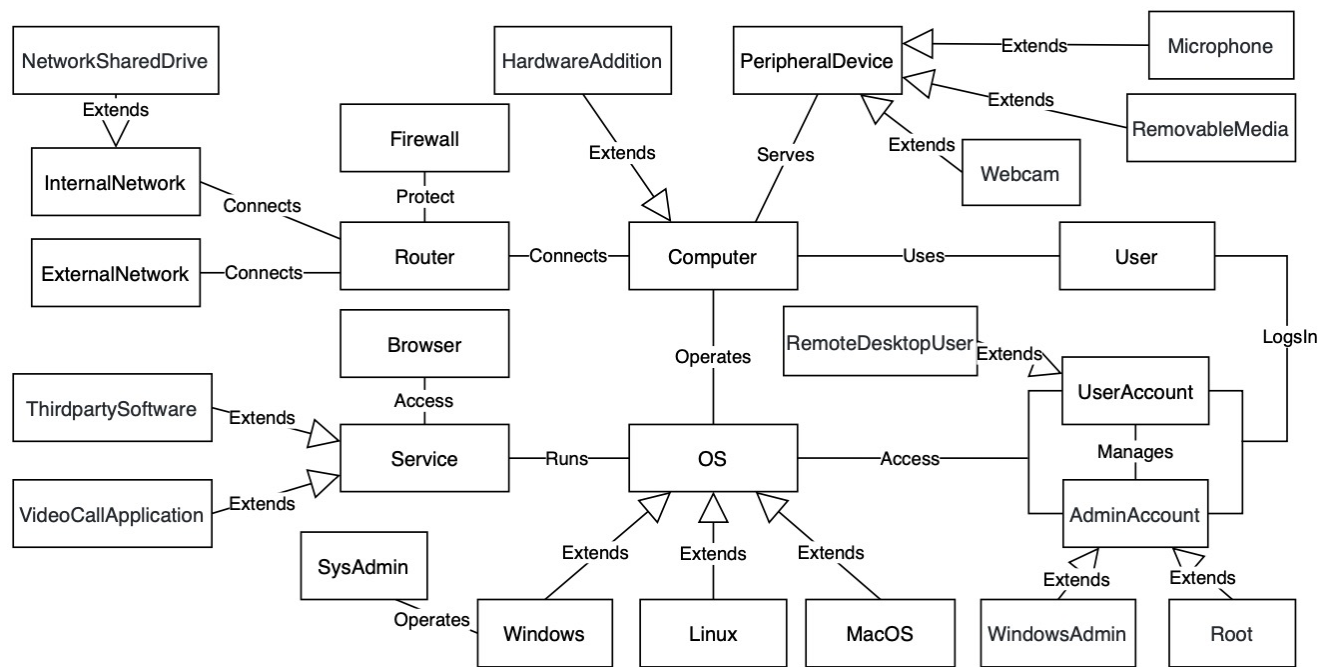 NetworkSharedDrive
HardwareAddition
PeripheralDevice
Extends
Microphone
Extends
Firewall
Extends
RemovableMedia
InternalNetwork
Extends
Serves
Extends
Webcam
Connects
Protect
ExternalNetwork
Connects
Router
Connects
Computer
Uses
User
Browser
Operates
RemoteDesktopUser
Extends
LogsIn
UserAccount
ThirdpartySoftware
Extends
Access
Manages
Service
Runs
OS
Access
VideoCallApplication
Extends
AdminAccount
SysAdmin
Extends
Extends
Extends
Extends
Extends
Operates
Windows
Linux
MacOS
WindowsAdmin
Root